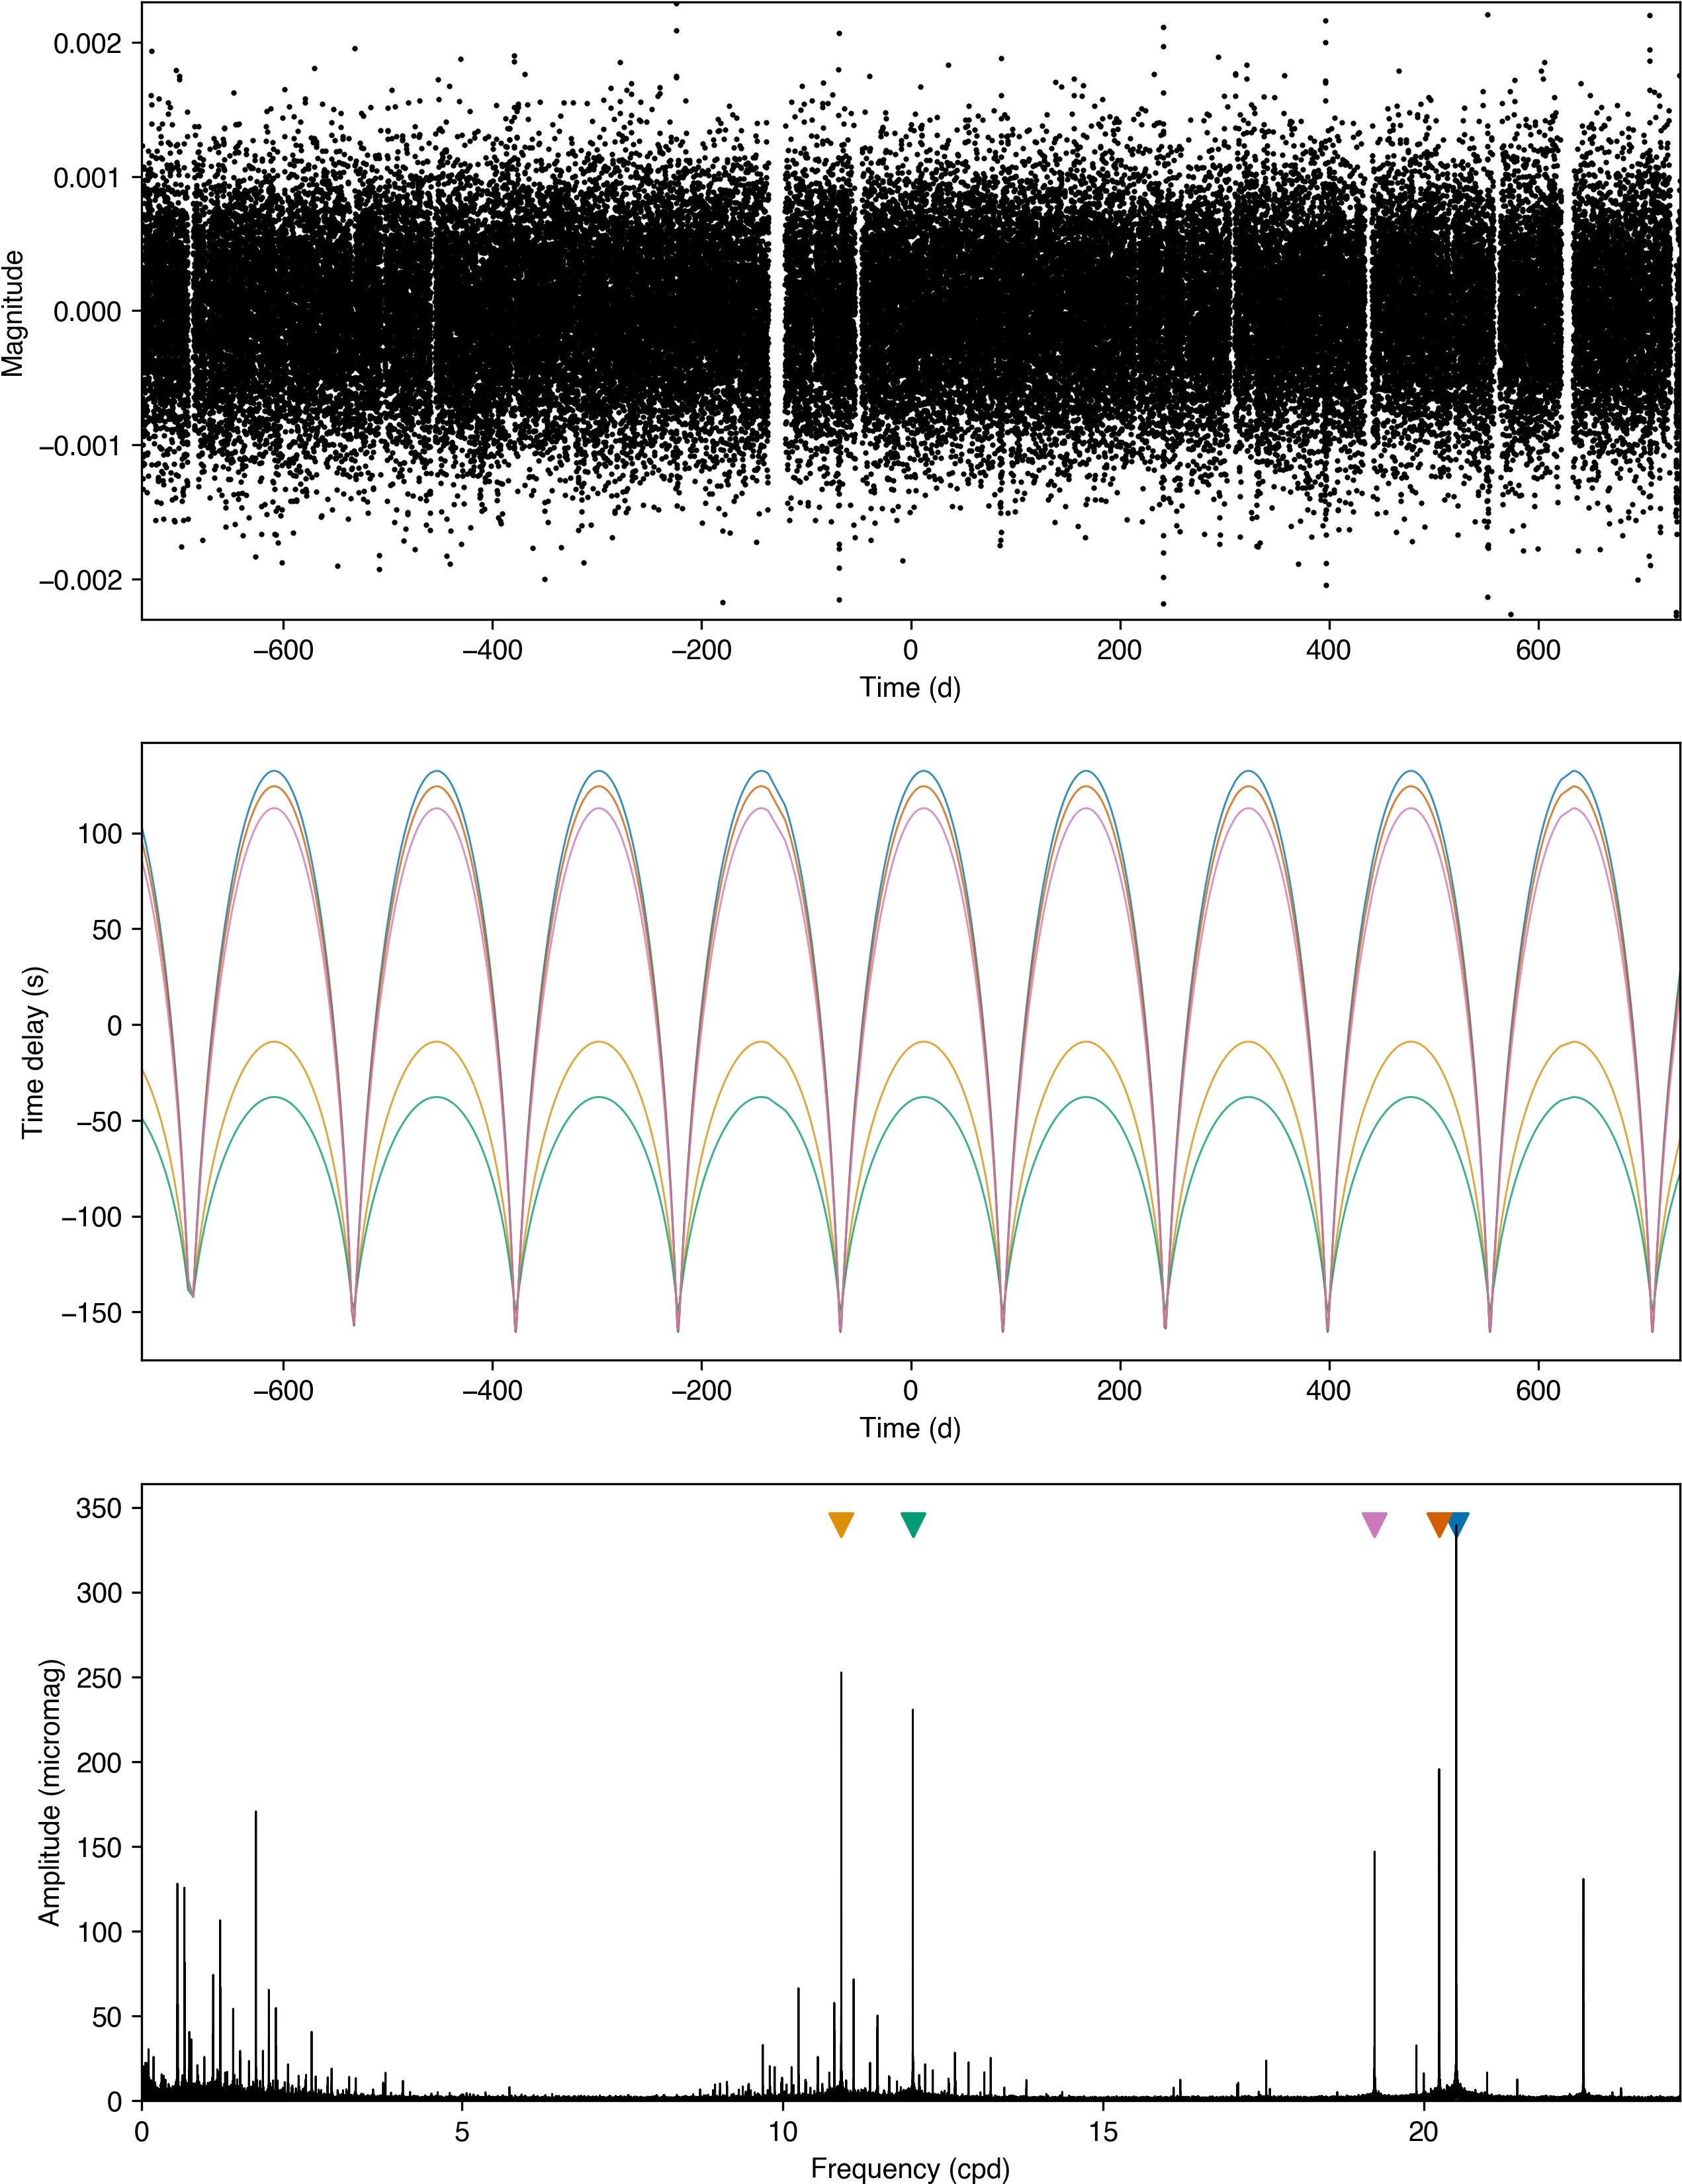 0.002
0.001
0.000
−0.001
−0.002
Magnitude
−600 −400 −200 0 200 400 600
Time (d)
100
50
0
−50
−100
−150
Time delay (s)
−600 −400 −200 0 200 400 600
Time (d)
350
300
250
200
150
100
50
0
Amplitude (micromag)
0 5 10 15 20
Frequency (cpd)